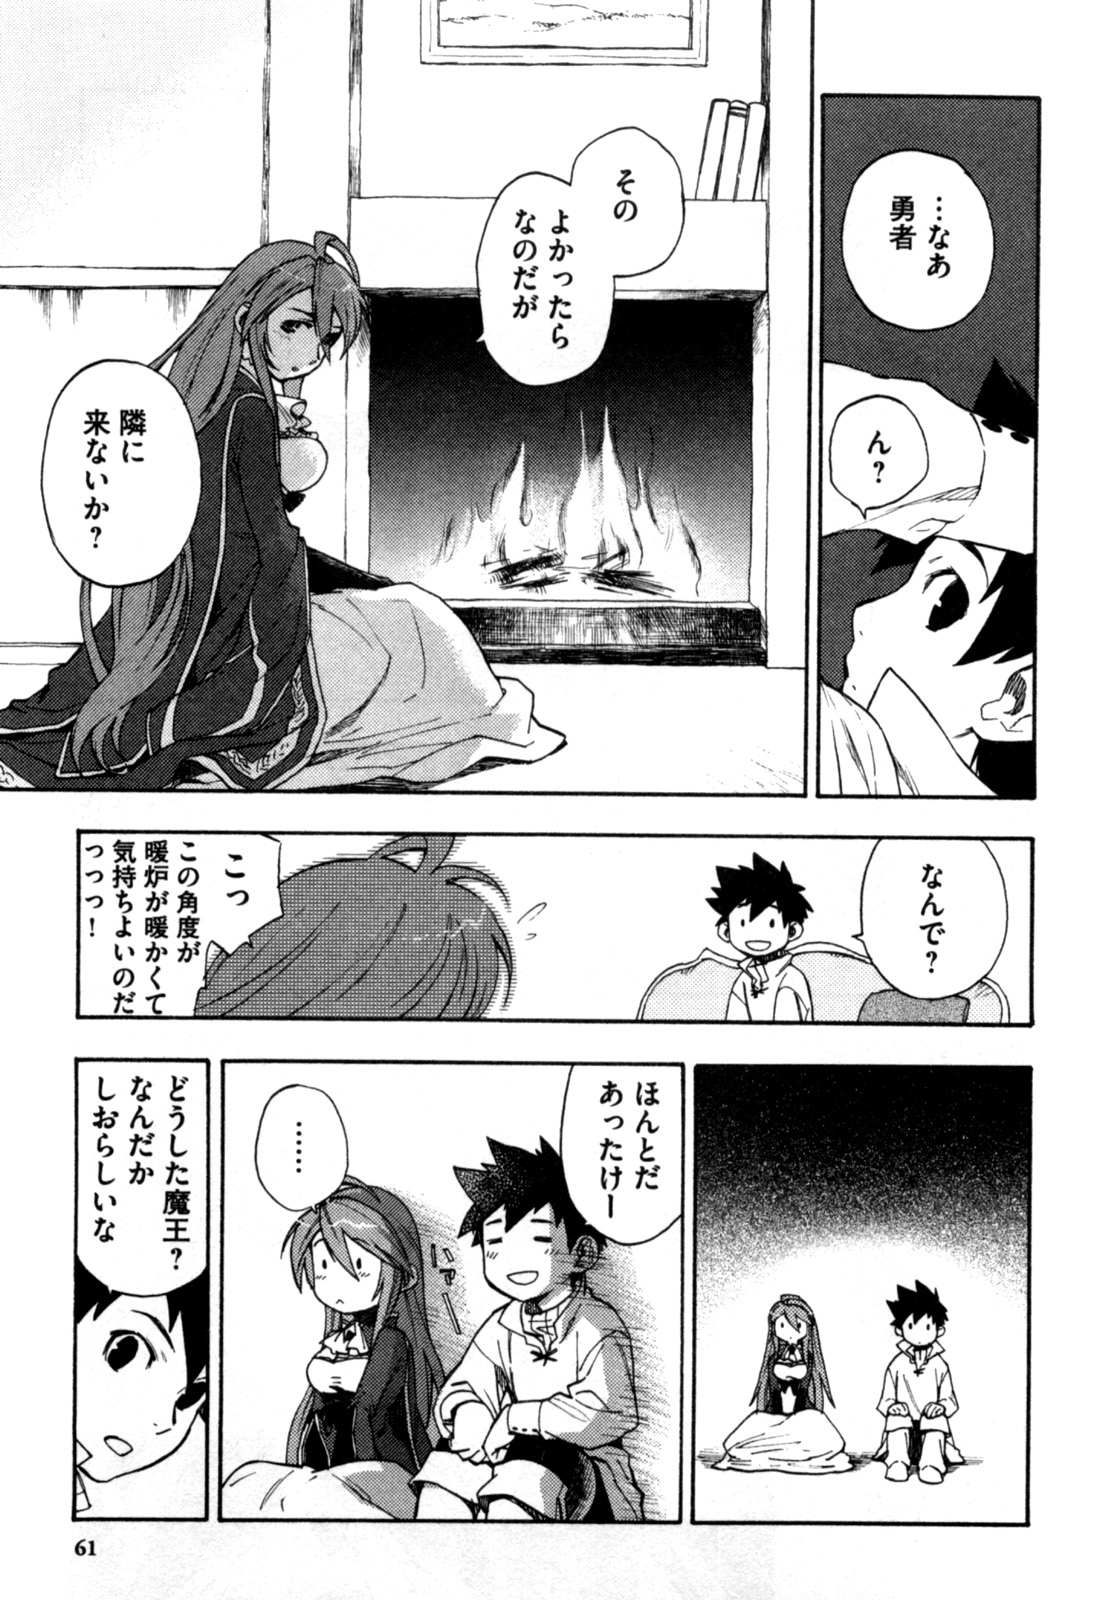 …なあ
勇者
ん?
その
よかったら
なのだが
隣に
来ないか?
なんで?
こっ
この角度が
暖炉が暖かくて
気持ちよいのだ
っっっ!
ほんとだ
あったけー
いやー
……
どうした魔王?
なんだか
しおらしいな
61